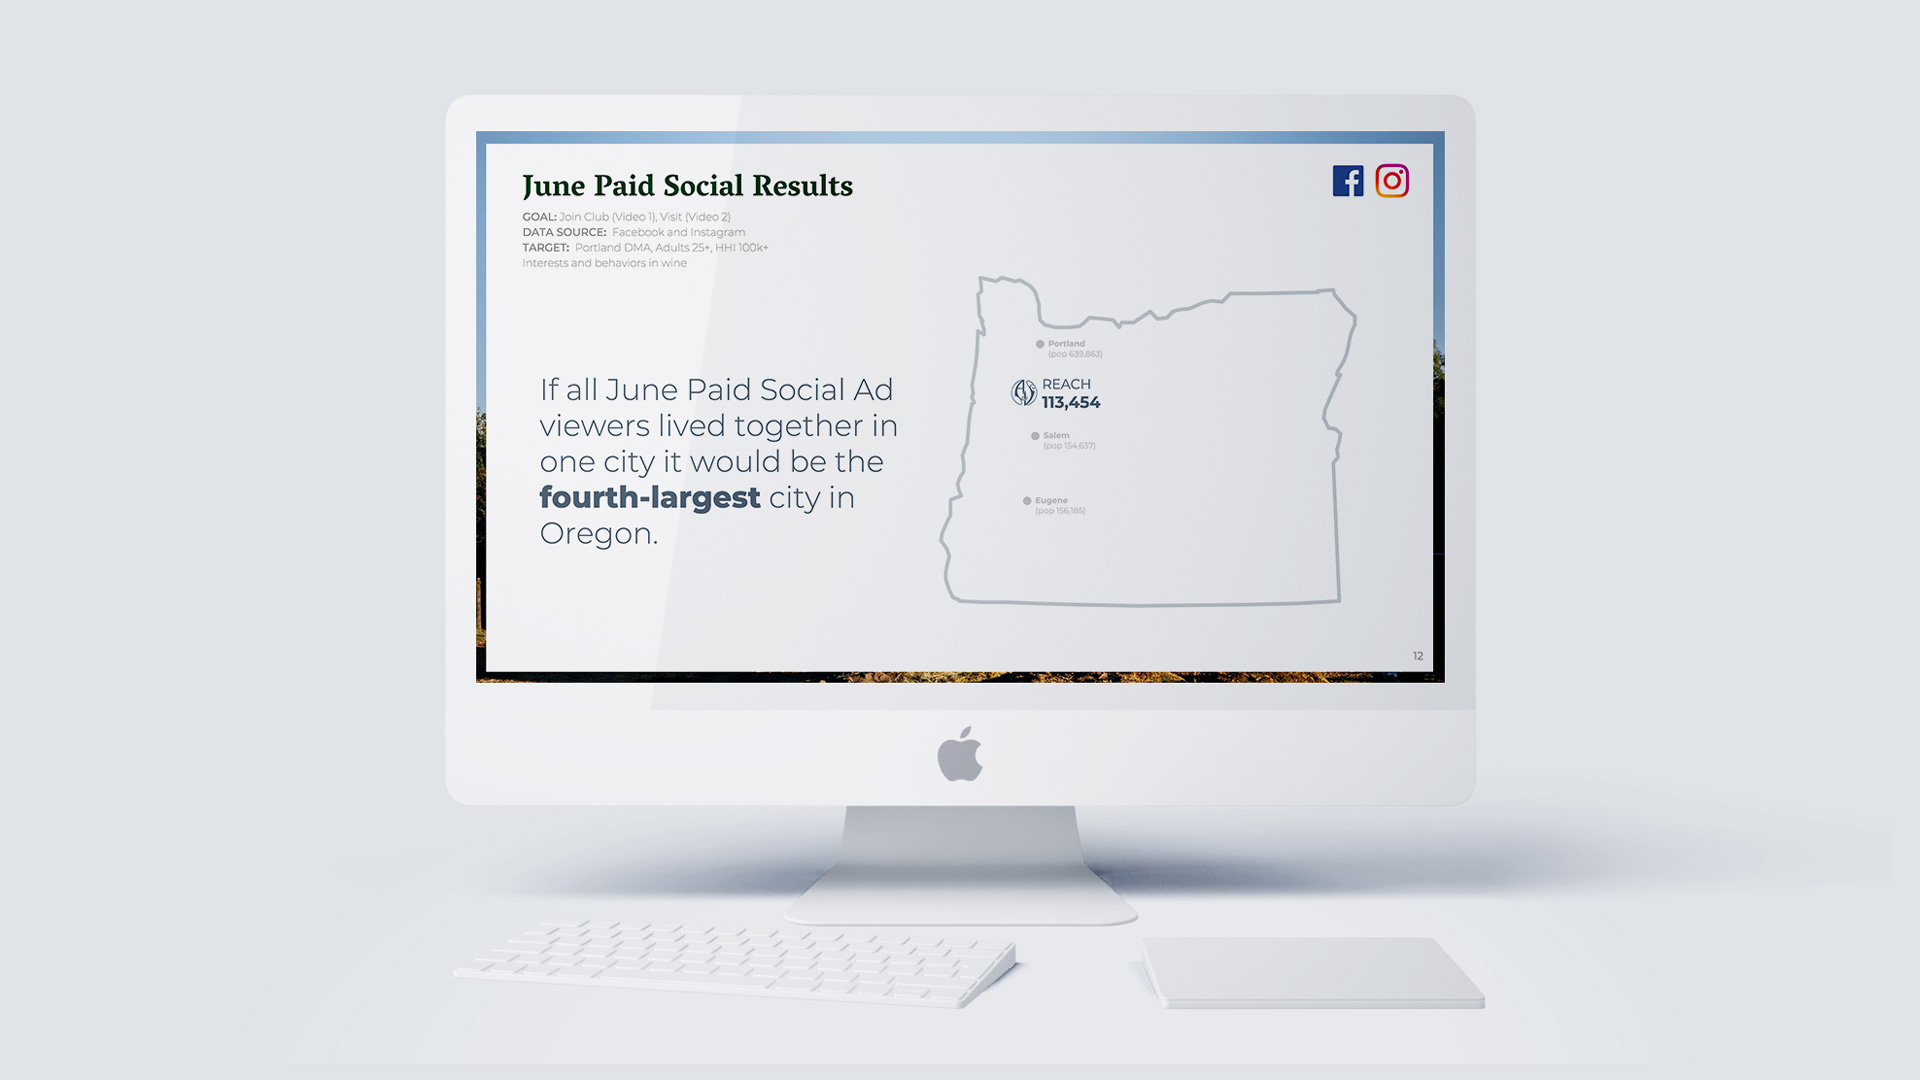 June Paid Social Results
GOAL: Join Club (Video 1), Visit (Video 2)
DATA SOURCE: Facebook and Instagram
TARGET: Portland DMA, Adults 25+, HHI 100k+
Interests and behaviors in wine
If all June Paid Social Ad
viewers lived together in
one city it would be the
fourth-largest city in
Oregon.
Portland
(pop 639,863)
REACH
113,454
Salem
(pop 154,637)
Eugene
(pop 156,185)
12